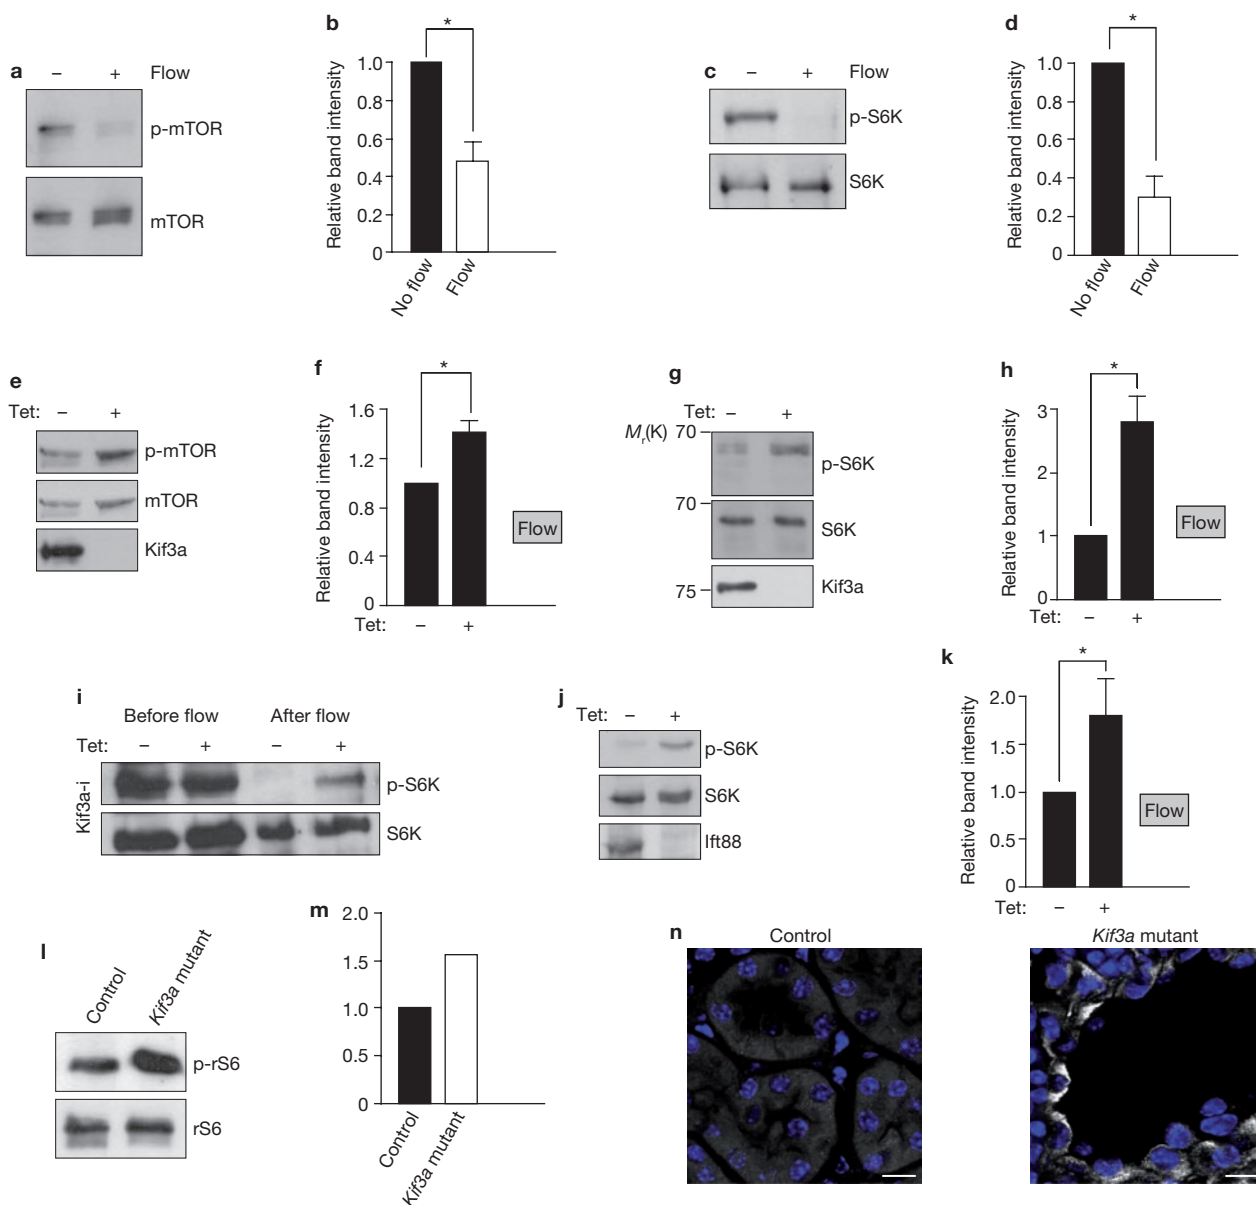 a
− + Flow
p-mTOR
mTOR
b
*
Relative band intensity
1.0
0.8
0.6
0.4
0.2
0
No flow
Flow
c
− + Flow
p-S6K
S6K
d
*
Relative band intensity
1.0
0.8
0.6
0.4
0.2
0
No flow
Flow
e
Tet: − +
p-mTOR
mTOR
Kif3a
f
*
Relative band intensity
1.6
1.2
0.8
0.4
0
Tet: − +
Flow
g
Tet: − +
Mr(K) 70
p-S6K
70
S6K
75
Kif3a
h
*
Relative band intensity
3
2
1
0
Tet: − +
Flow
i
Before flow After flow
Tet: − + − +
Kif3a-i
p-S6K
S6K
j
Tet: − +
p-S6K
S6K
Ift88
k
*
Relative band intensity
2.0
1.5
1.0
0.5
0
Tet: − +
Flow
l
Control
Kif3a mutant
p-rS6
rS6
m
2.0
1.5
1.0
0.5
0
Control
Kif3a mutant
n
Control
Kif3a mutant